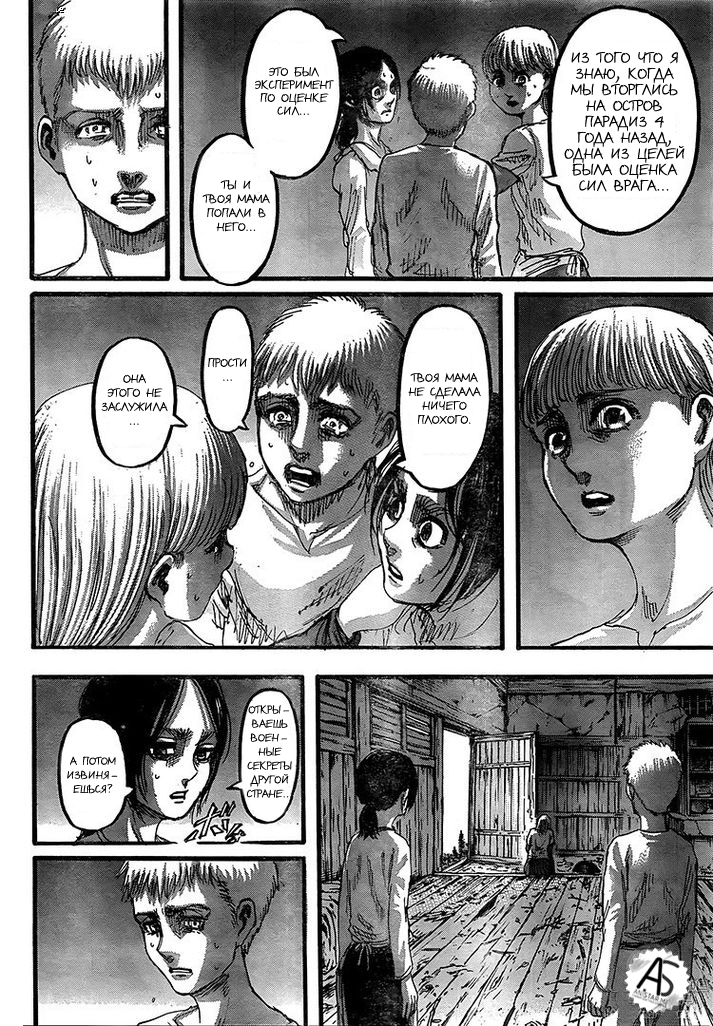 ИЗ ТОГО ЧТО Я
ЗНАЮ, КОГДА
МЫ ВТОРГЛИСЬ
НА ОСТРОВ
ПАРАДИЗ 4
ГОДА НАЗАД,
ОДНА ИЗ ЦЕЛЕЙ
БЫЛА ОЦЕНКА
СИЛ ВРАГА...
ЭТО БЫЛ
ЭКСПЕРИМЕНТ
ПО ОЦЕНКЕ
СИЛ...
ТЫ И
ТВОЯ МАМА
ПОПАЛИ В
НЕГО...
ТВОЯ МАМА
НЕ СДЕЛАЛА
НИЧЕГО
ПЛОХОГО.
ПРОСТИ
...
ОНА
ЭТОГО НЕ
ЗАСЛУЖИЛА
...
ОТКРЫ-
ВАЕШЬ
ВОЕН-
НЫЕ
СЕКРЕТЫ
ДРУГОЙ
СТРАНЕ...
А ПОТОМ
ИЗВИНЯ-
ЕШЬСЯ?
AS